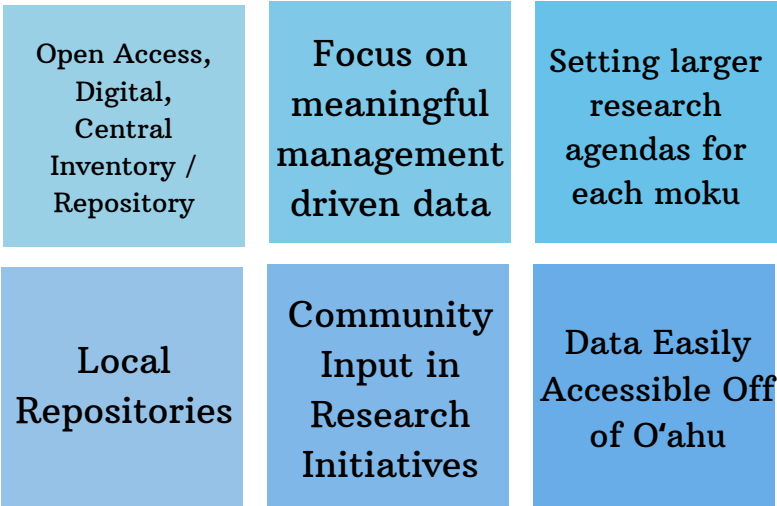 Open Access,
Digital,
Central
Inventory /
Repository
Focus on
meaningful
management
driven data
Setting larger
research
agendas for
each moku
Local
Repositories
Community
Input in
Research
Initiatives
Data Easily
Accessible Off
of Oʻahu